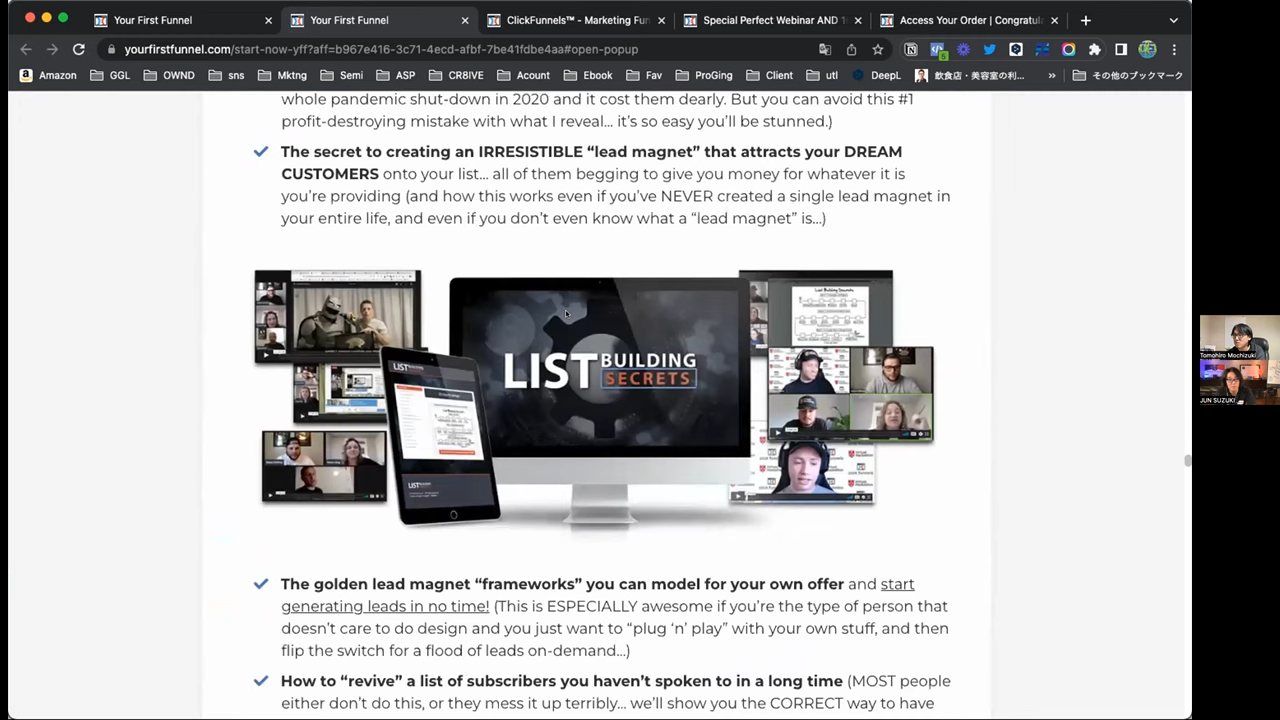 Your First Funnel
Your First Funnel
ClickFunnels™ - Marketing Fun
Special Perfect Webinar AND 1
Access Your Order | Congratul
yourfirstfunnel.com/start-now-yff?aff=b967e416-3c71-4ecd-afbf-7be41fdbe4aa#open-popup
Amazon
GGL
OWND
sns
Mktng
Semi
ASP
CR8IVE
Acount
Ebook
Fav
ProGing
Client
utl
DeepL
飲食店・美容室の利...
»
その他のブックマーク
whole pandemic shut-down in 2020 and it cost them dearly. But you can avoid this #1
profit-destroying mistake with what I reveal... it's so easy you'll be stunned.)
The secret to creating an IRRESISTIBLE “lead magnet” that attracts your DREAM
CUSTOMERS onto your list... all of them begging to give you money for whatever it is
you're providing (and how this works even if you've NEVER created a single lead magnet in
your entire life, and even if you don't even know what a “lead magnet” is...)
LIST BUILDING
SECRETS
Tomohiro Mochizuki
JUN SUZUKI
The golden lead magnet “frameworks” you can model for your own offer and start
generating leads in no time! (This is ESPECIALLY awesome if you're the type of person that
doesn't care to do design and you just want to “plug ‘n’ play” with your own stuff, and then
flip the switch for a flood of leads on-demand...)
How to “revive” a list of subscribers you haven't spoken to in a long time (MOST people
either don't do this, or they mess it up terribly... we'll show you the CORRECT way to have